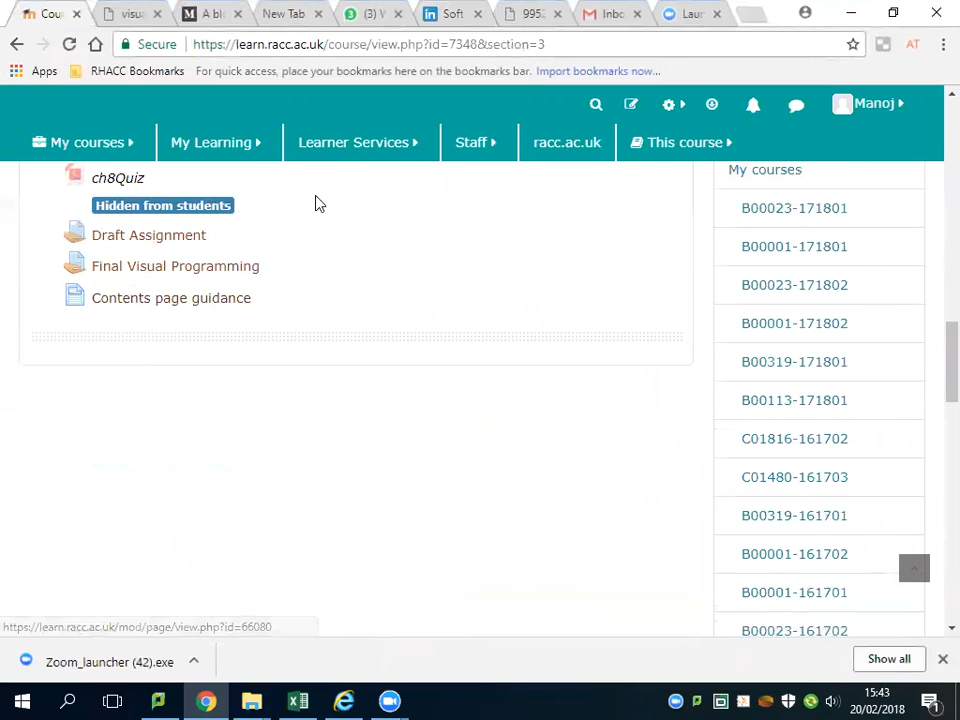 Cou
visua
A bl
New Tab
(3) V
Soft
995
Inbo
Laun
Secure
https://learn.racc.ac.uk/course/view.php?id=7348&section=3
AT
Apps
RHACC Bookmarks
For quick access, place your bookmarks here on the bookmarks bar. Import bookmarks now...
Manoj
My courses
My Learning
Learner Services
Staff
racc.ac.uk
This course
ch8Quiz
Hidden from students
Draft Assignment
Final Visual Programming
Contents page guidance
My courses
B00023-171801
B00001-171801
B00023-171802
B00001-171802
B00319-171801
B00113-171801
C01816-161702
C01480-161703
B00319-161701
B00001-161702
B00001-161701
B00023-161702
https://learn.racc.ac.uk/mod/page/view.php?id=66080
Zoom_launcher (42).exe
Show all
15:43
20/02/2018
1